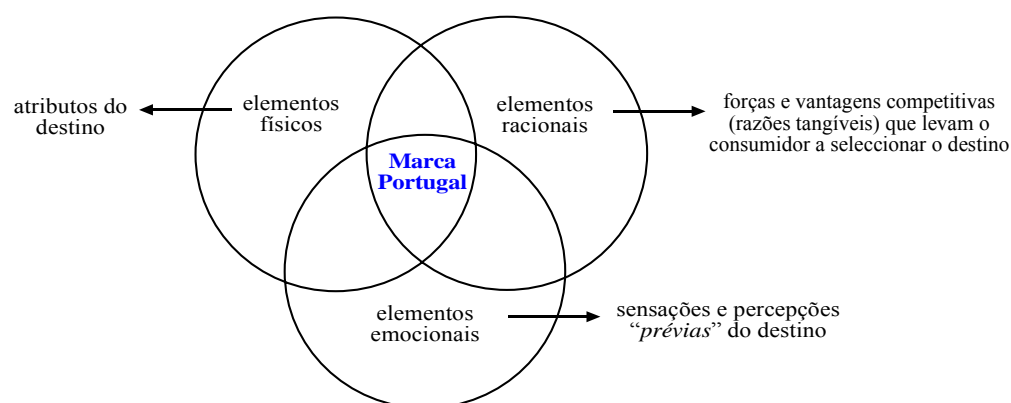 atributos do
destino
elementos
físicos
elementos
racionais
forças e vantagens competitivas
(razões tangíveis) que levam o
consumidor a seleccionar o destino
Marca
Portugal
elementos
emocionais
sensações e percepções
“prévias” do destino